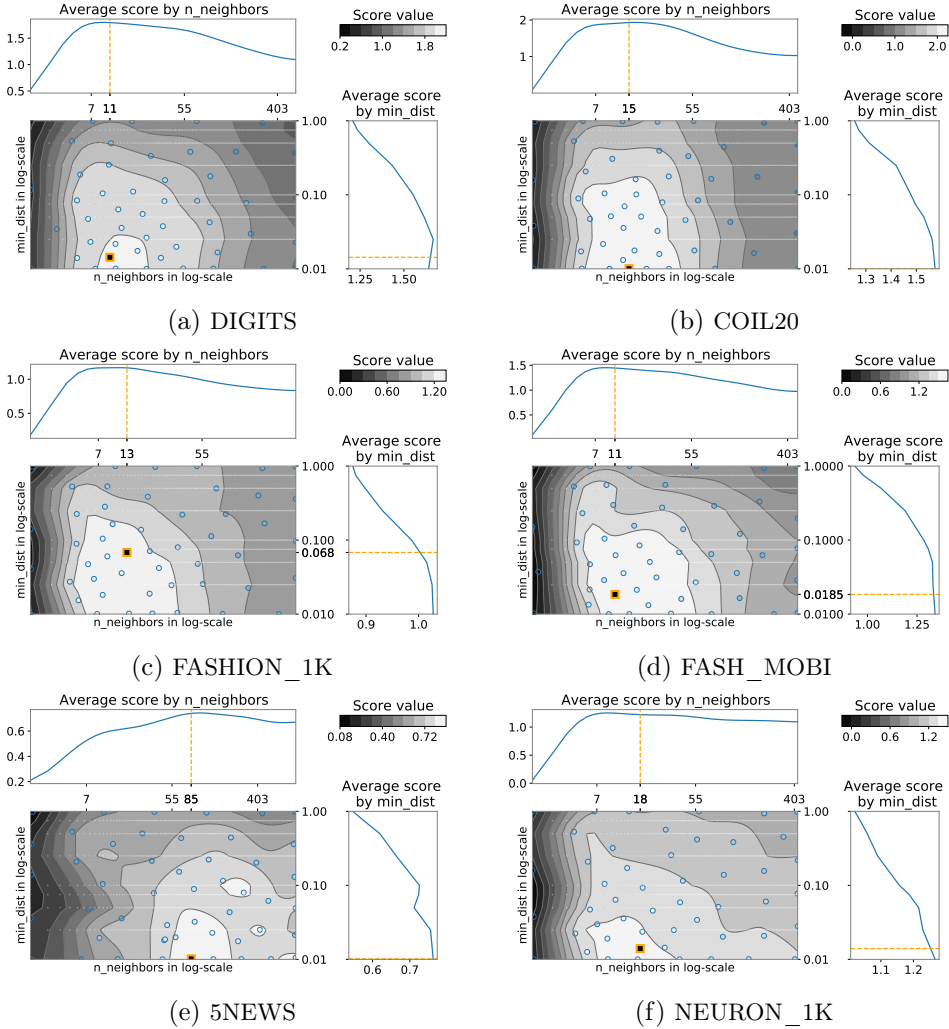 Average score by n_neighbors
Score value
1.5
1.0
0.5
0.2 1.0 1.8
7 11 55 403
Average score
by min_dist
min_dist in log-scale
1.00
0.10
0.01
n_neighbors in log-scale
1.25 1.50
(a) DIGITS
Average score by n_neighbors
Score value
2
1
0.0 1.0 2.0
7 15 55 403
Average score
by min_dist
min_dist in log-scale
1.00
0.10
0.01
n_neighbors in log-scale
1.3 1.4 1.5
(b) COIL20
Average score by n_neighbors
Score value
1.0
0.5
0.00 0.60 1.20
7 13 55
Average score
by min_dist
min_dist in log-scale
1.000
0.100
0.068
0.010
n_neighbors in log-scale
0.9 1.0
(c) FASHION_1K
Average score by n_neighbors
Score value
1.5
1.0
0.5
0.0 0.6 1.2
7 11 55 403
Average score
by min_dist
min_dist in log-scale
1.0000
0.1000
0.0185
0.0100
n_neighbors in log-scale
1.00 1.25
(d) FASH_MOBI
Average score by n_neighbors
Score value
0.6
0.4
0.2
0.08 0.40 0.72
7 55 85 403
Average score
by min_dist
min_dist in log-scale
1.00
0.10
0.01
n_neighbors in log-scale
0.6 0.7
(e) 5NEWS
Average score by n_neighbors
Score value
1.0
0.5
0.0
0.0 0.6 1.2
7 18 55 403
Average score
by min_dist
min_dist in log-scale
1.00
0.10
0.01
n_neighbors in log-scale
1.1 1.2
(f) NEURON_1K